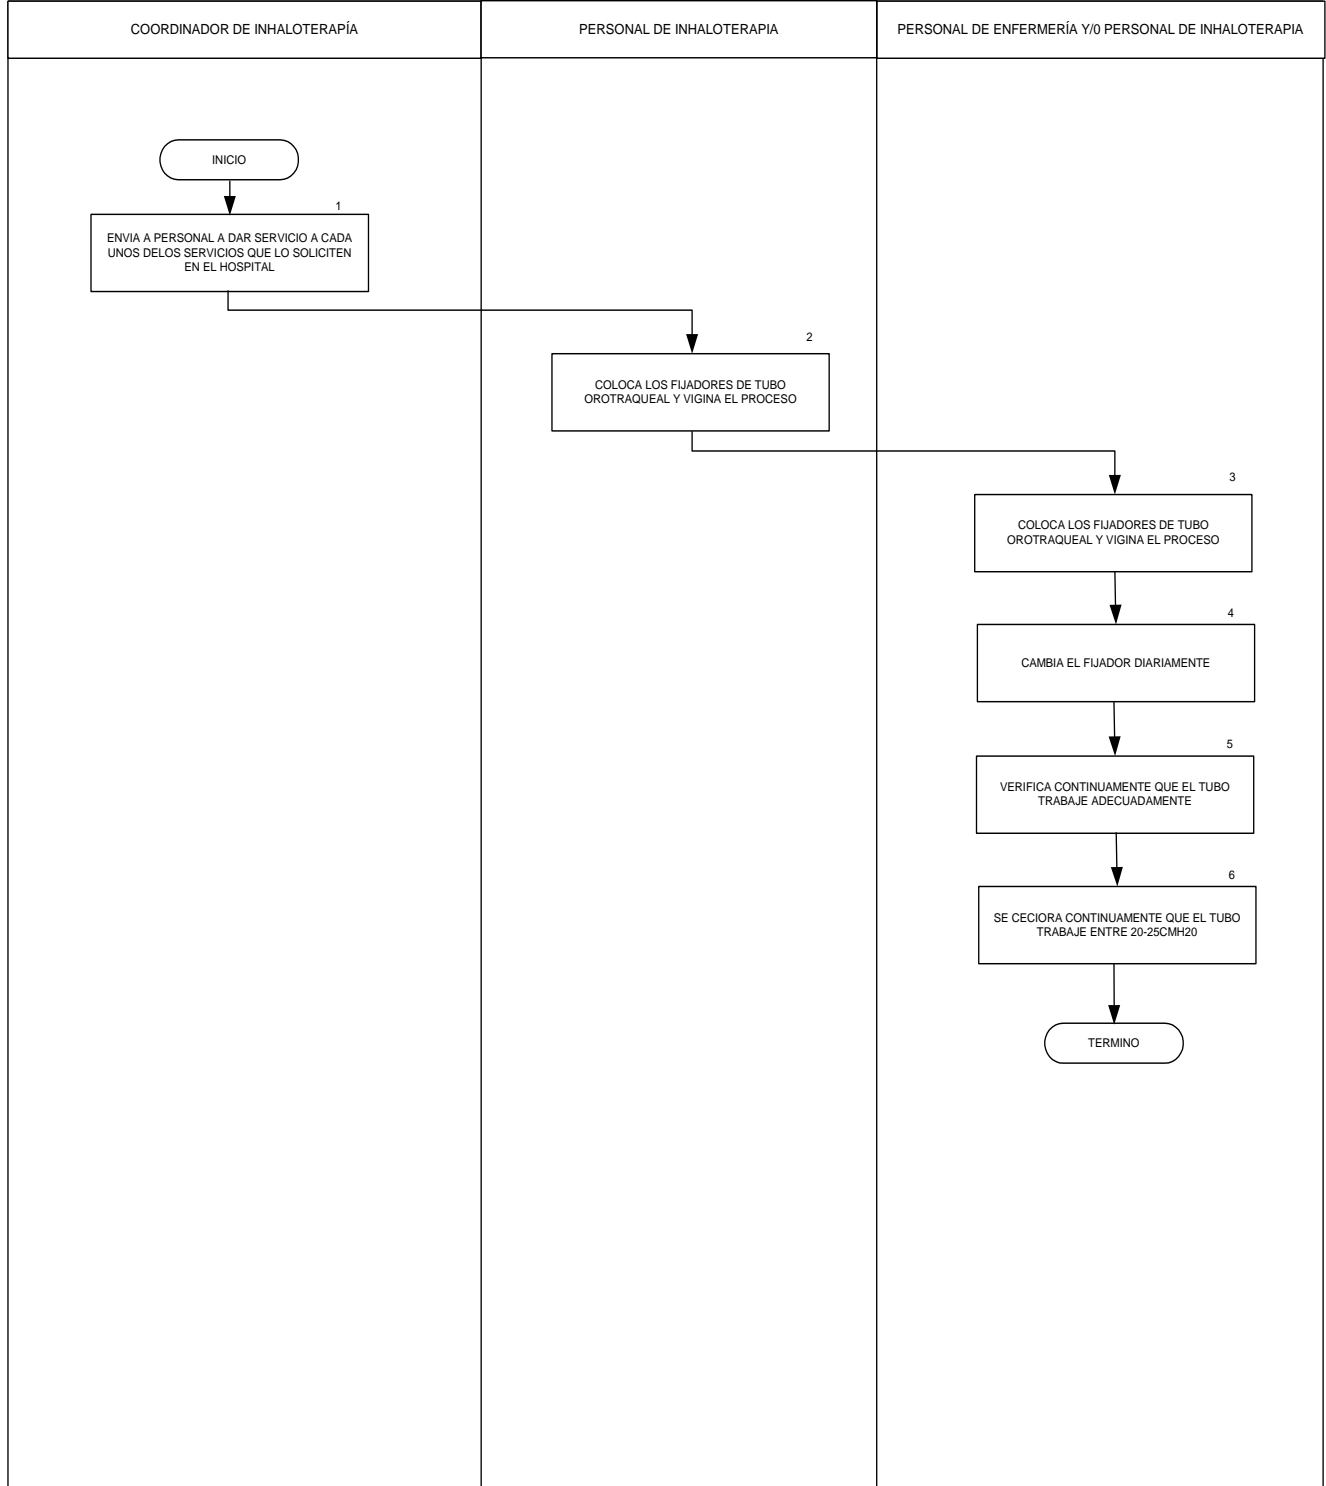 COORDINADOR DE INHALOTERAPÍA
PERSONAL DE INHALOTERAPIA
PERSONAL DE ENFERMERÍA Y/0 PERSONAL DE INHALOTERAPIA
INICIO
1
ENVIA A PERSONAL A DAR SERVICIO A CADA
UNOS DELOS SERVICIOS QUE LO SOLICITEN
EN EL HOSPITAL
2
COLOCA LOS FIJADORES DE TUBO
OROTRAQUEAL Y VIGINA EL PROCESO
3
COLOCA LOS FIJADORES DE TUBO
OROTRAQUEAL Y VIGINA EL PROCESO
4
CAMBIA EL FIJADOR DIARIAMENTE
5
VERIFICA CONTINUAMENTE QUE EL TUBO
TRABAJE ADECUADAMENTE
6
SE CECIORA CONTINUAMENTE QUE EL TUBO
TRABAJE ENTRE 20-25CMH20
TERMINO